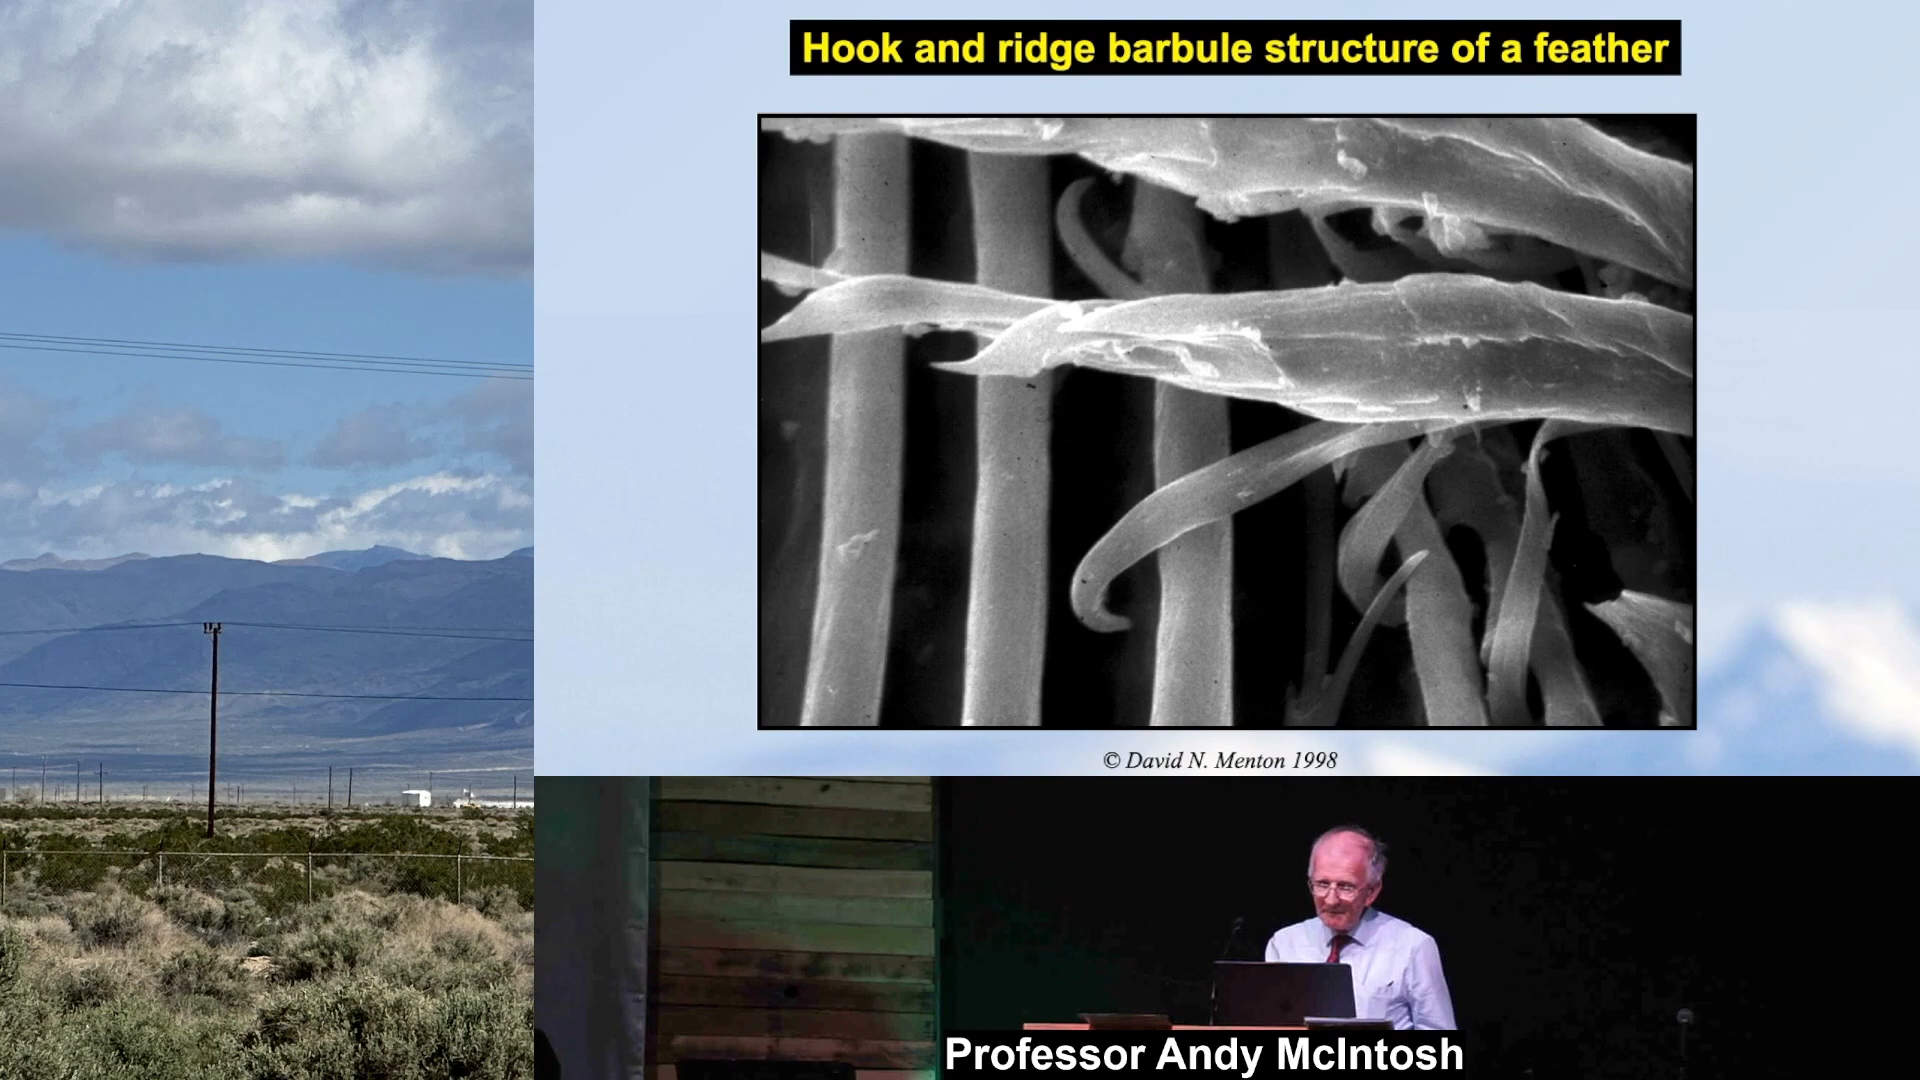 Hook and ridge barbule structure of a feather
© David N. Menton 1998
Professor Andy McIntosh